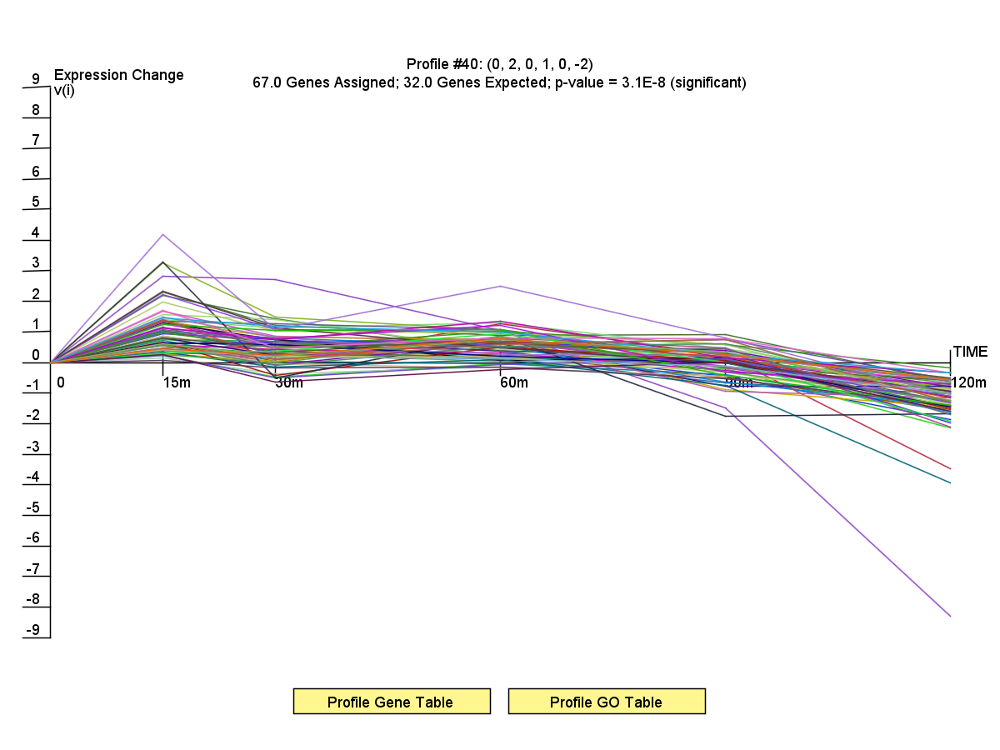 Profile #40: (0, 2, 0, 1, 0, -2)
67.0 Genes Assigned; 32.0 Genes Expected; p-value = 3.1E-8 (significant)
Expression Change
v(i)
9
8
7
6
5
4
3
2
1
0
-1
-2
-3
-4
-5
-6
-7
-8
-9
TIME
0 15m 30m 60m 90m 120m
Profile Gene Table Profile GO Table